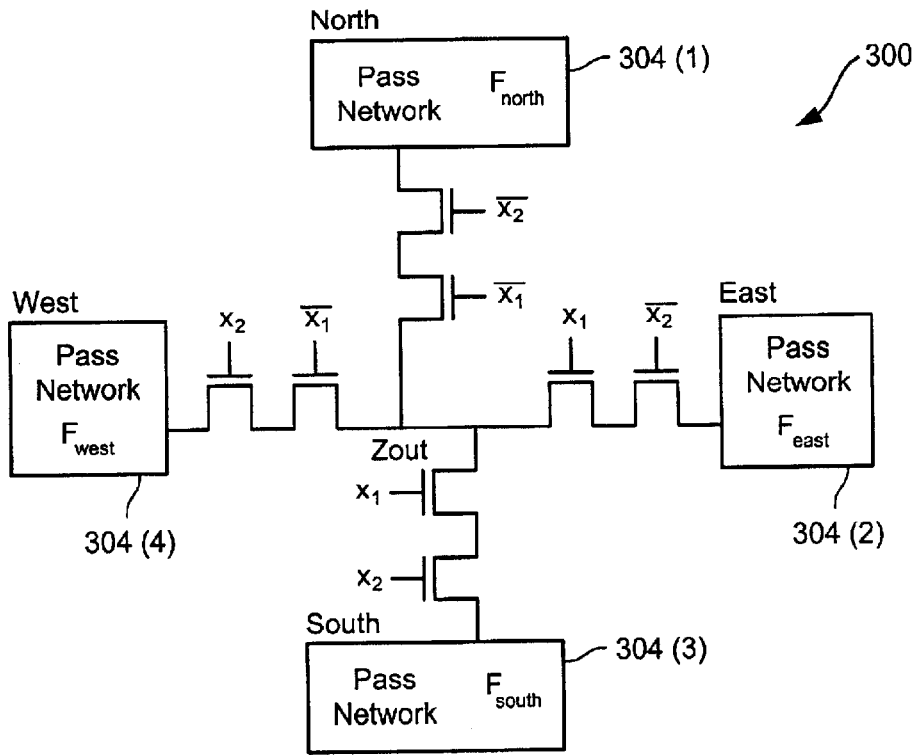 North
304 (1)
300
Pass Network
F_north
x̅₂
x̅₁
West
x₂
x̅₁
Pass Network
F_west
304 (4)
East
x₁
x̅₂
Pass Network
F_east
304 (2)
Zout
x₁
x₂
South
304 (3)
Pass Network
F_south